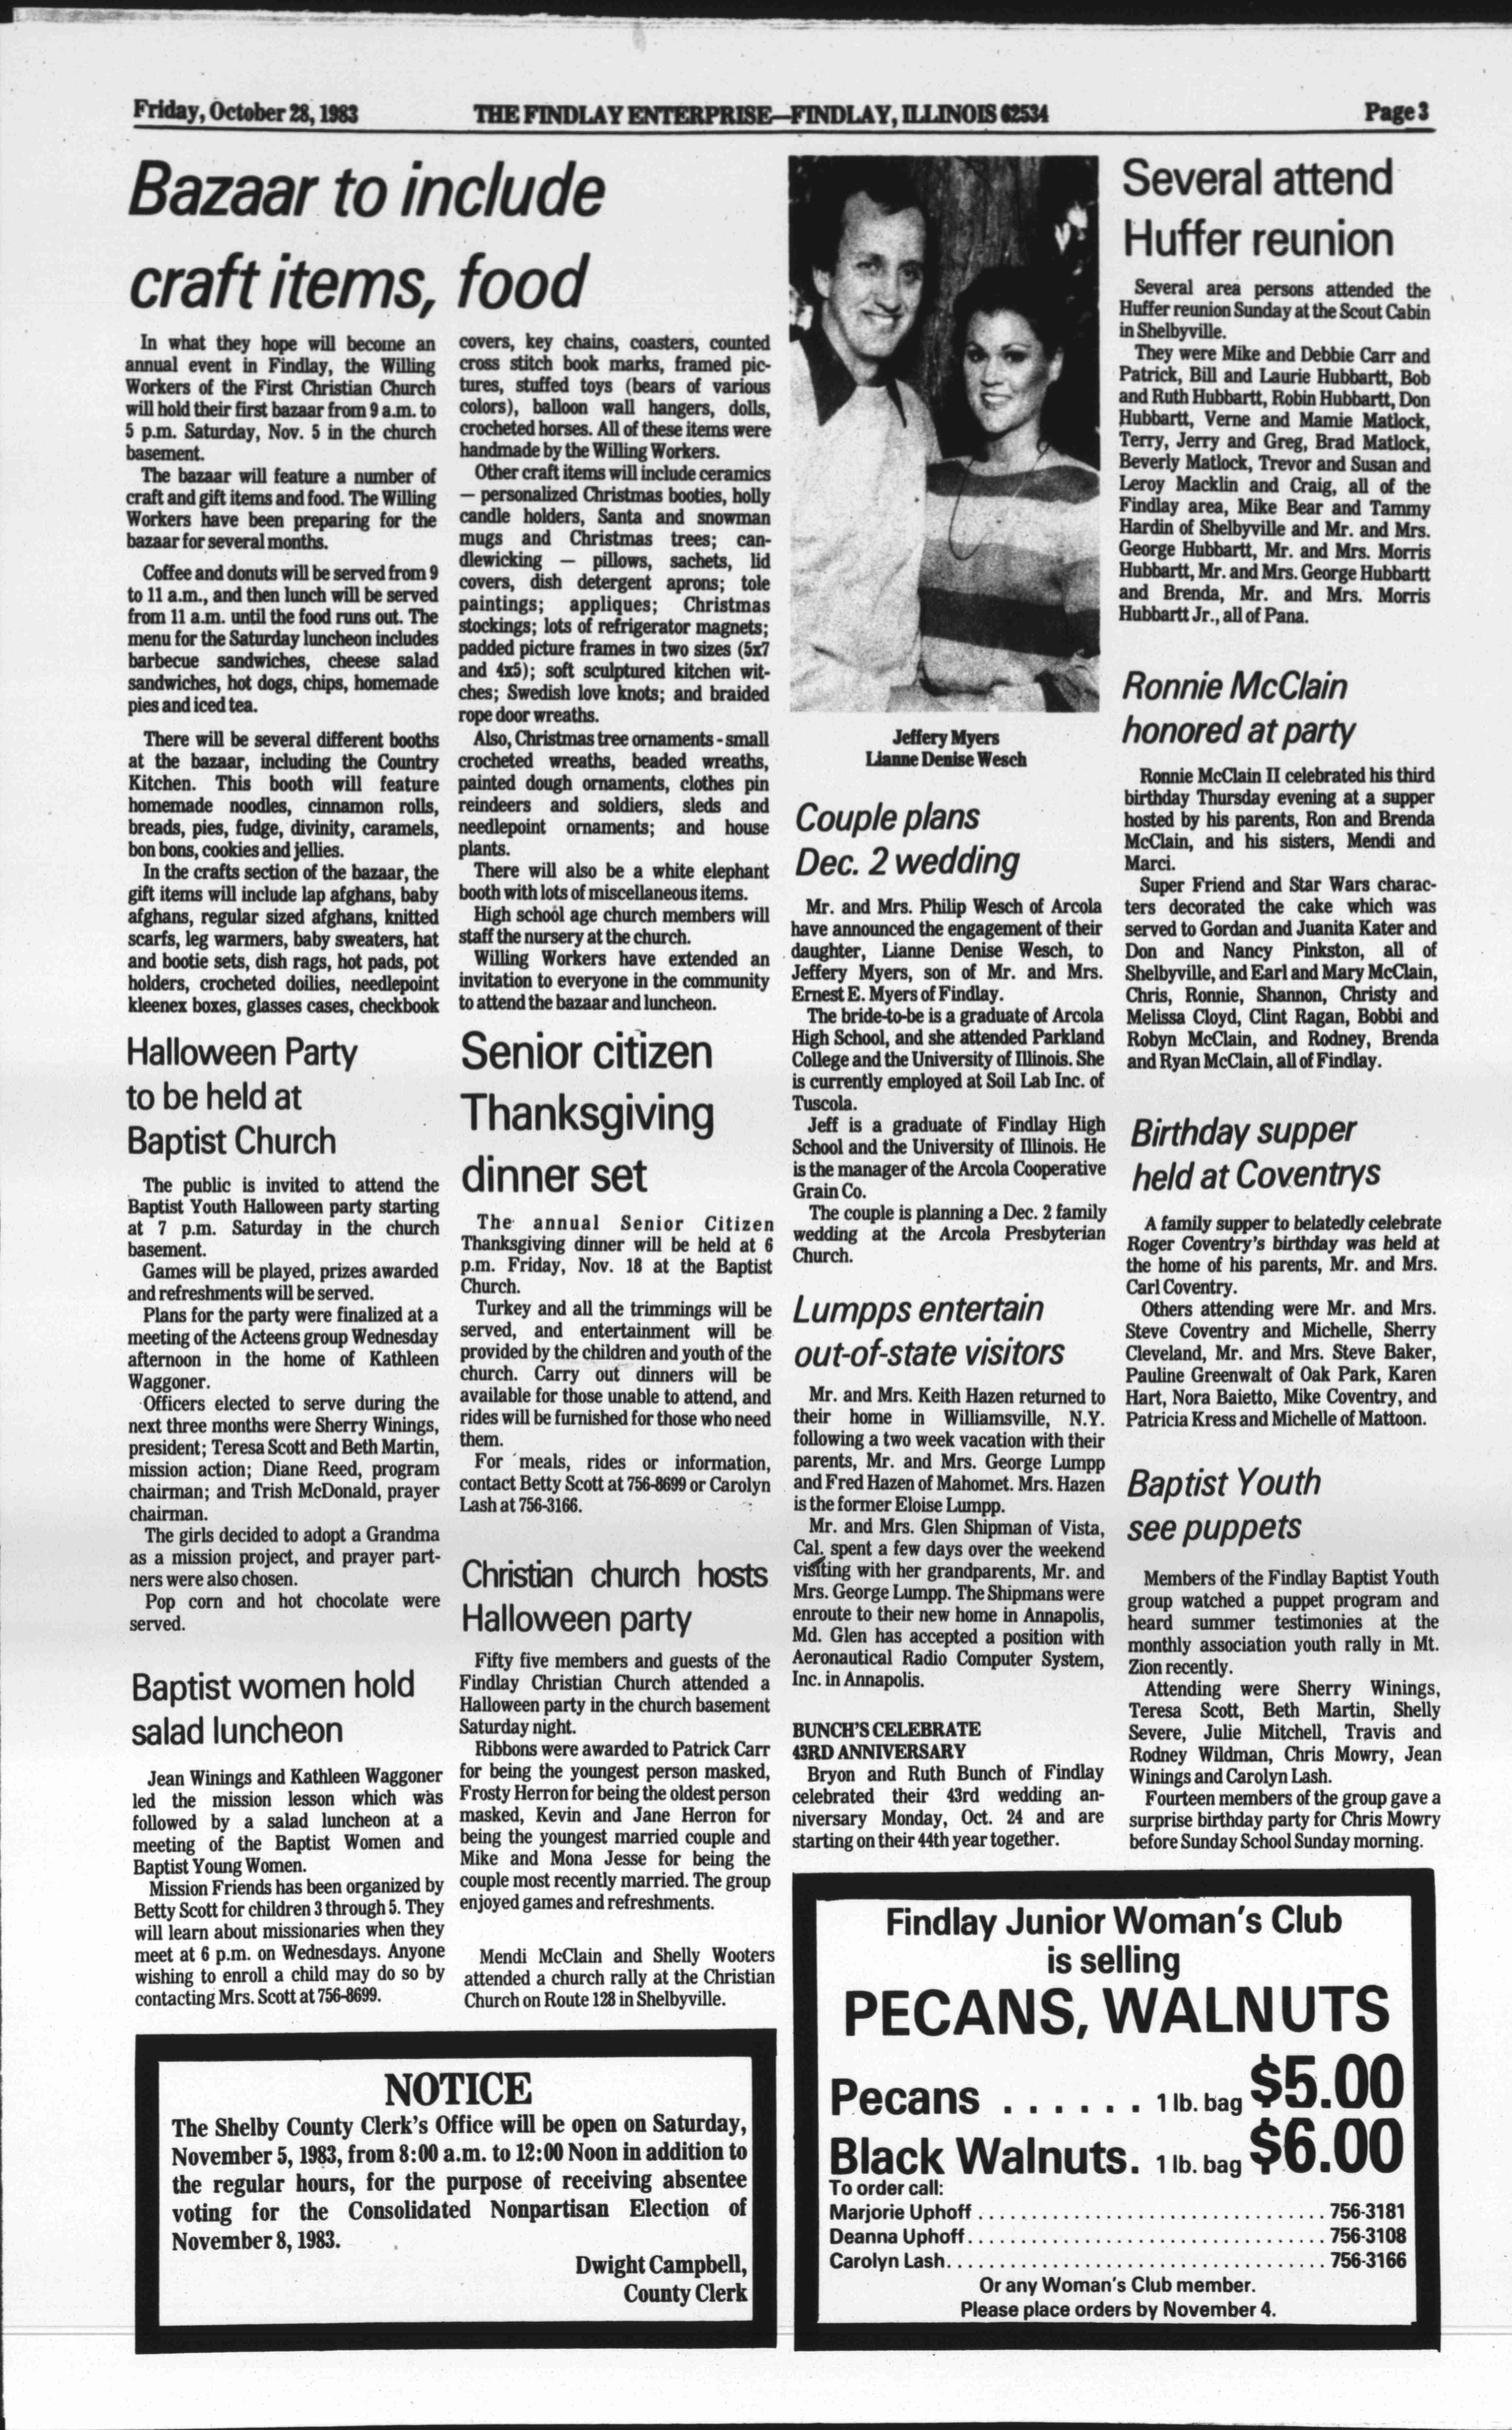 Friday, October 28, 1983
THE FINDLAY ENTERPRISE—FINDLAY, ILLINOIS 62534
Page 3
Bazaar to include
craft items, food
In what they hope will become an
annual event in Findlay, the Willing
Workers of the First Christian Church
will hold their first bazaar from 9 a.m. to
5 p.m. Saturday, Nov. 5 in the church
basement.
The bazaar will feature a number of
craft and gift items and food. The Willing
Workers have been preparing for the
bazaar for several months.
Coffee and donuts will be served from 9
to 11 a.m., and then lunch will be served
from 11 a.m. until the food runs out. The
menu for the Saturday luncheon includes
barbecue sandwiches, cheese salad
sandwiches, hot dogs, chips, homemade
pies and iced tea.
There will be several different booths
at the bazaar, including the Country
Kitchen. This booth will feature
homemade noodles, cinnamon rolls,
breads, pies, fudge, divinity, caramels,
bon bons, cookies and jellies.
In the crafts section of the bazaar, the
gift items will include lap afghans, baby
afghans, regular sized afghans, knitted
scarfs, leg warmers, baby sweaters, hat
and bootie sets, dish rags, hot pads, pot
holders, crocheted doilies, needlepoint
kleenex boxes, glasses cases, checkbook
covers, key chains, coasters, counted
cross stitch book marks, framed pic-
tures, stuffed toys (bears of various
colors), balloon wall hangers, dolls,
crocheted horses. All of these items were
handmade by the Willing Workers.
Other craft items will include ceramics
— personalized Christmas booties, holly
candle holders, Santa and snowman
mugs and Christmas trees; can-
dlewicking — pillows, sachets, lid
covers, dish detergent aprons; tole
paintings; appliques; Christmas
stockings; lots of refrigerator magnets;
padded picture frames in two sizes (5x7
and 4x5); soft sculptured kitchen wit-
ches; Swedish love knots; and braided
rope door wreaths.
Also, Christmas tree ornaments - small
crocheted wreaths, beaded wreaths,
painted dough ornaments, clothes pin
reindeers and soldiers, sleds and
needlepoint ornaments; and house
plants.
There will also be a white elephant
booth with lots of miscellaneous items.
High school age church members will
staff the nursery at the church.
Willing Workers have extended an
invitation to everyone in the community
to attend the bazaar and luncheon.
Halloween Party
to be held at
Baptist Church
The public is invited to attend the
Baptist Youth Halloween party starting
at 7 p.m. Saturday in the church
basement.
Games will be played, prizes awarded
and refreshments will be served.
Plans for the party were finalized at a
meeting of the Acteens group Wednesday
afternoon in the home of Kathleen
Waggoner.
Officers elected to serve during the
next three months were Sherry Winings,
president; Teresa Scott and Beth Martin,
mission action; Diane Reed, program
chairman; and Trish McDonald, prayer
chairman.
The girls decided to adopt a Grandma
as a mission project, and prayer part-
ners were also chosen.
Pop corn and hot chocolate were
served.
Baptist women hold
salad luncheon
Jean Winings and Kathleen Waggoner
led the mission lesson which was
followed by a salad luncheon at a
meeting of the Baptist Women and
Baptist Young Women.
Mission Friends has been organized by
Betty Scott for children 3 through 5. They
will learn about missionaries when they
meet at 6 p.m. on Wednesdays. Anyone
wishing to enroll a child may do so by
contacting Mrs. Scott at 756-8699.
Senior citizen
Thanksgiving
dinner set
The annual Senior Citizen
Thanksgiving dinner will be held at 6
p.m. Friday, Nov. 18 at the Baptist
Church.
Turkey and all the trimmings will be
served, and entertainment will be
provided by the children and youth of the
church. Carry out dinners will be
available for those unable to attend, and
rides will be furnished for those who need
them.
For meals, rides or information,
contact Betty Scott at 756-8699 or Carolyn
Lash at 756-3166.
Christian church hosts
Halloween party
Fifty five members and guests of the
Findlay Christian Church attended a
Halloween party in the church basement
Saturday night.
Ribbons were awarded to Patrick Carr
for being the youngest person masked,
Frosty Herron for being the oldest person
masked, Kevin and Jane Herron for
being the youngest married couple and
Mike and Mona Jesse for being the
couple most recently married. The group
enjoyed games and refreshments.
Mendi McClain and Shelly Wooters
attended a church rally at the Christian
Church on Route 128 in Shelbyville.
Jeffery Myers
Lianne Denise Wesch
Couple plans
Dec. 2 wedding
Mr. and Mrs. Philip Wesch of Arcola
have announced the engagement of their
daughter, Lianne Denise Wesch, to
Jeffery Myers, son of Mr. and Mrs.
Ernest E. Myers of Findlay.
The bride-to-be is a graduate of Arcola
High School, and she attended Parkland
College and the University of Illinois. She
is currently employed at Soil Lab Inc. of
Tuscola.
Jeff is a graduate of Findlay High
School and the University of Illinois. He
is the manager of the Arcola Cooperative
Grain Co.
The couple is planning a Dec. 2 family
wedding at the Arcola Presbyterian
Church.
Lumpps entertain
out-of-state visitors
Mr. and Mrs. Keith Hazen returned to
their home in Williamsville, N.Y.
following a two week vacation with their
parents, Mr. and Mrs. George Lumpp
and Fred Hazen of Mahomet. Mrs. Hazen
is the former Eloise Lumpp.
Mr. and Mrs. Glen Shipman of Vista,
Cal. spent a few days over the weekend
visiting with her grandparents, Mr. and
Mrs. George Lumpp. The Shipmans were
enroute to their new home in Annapolis,
Md. Glen has accepted a position with
Aeronautical Radio Computer System,
Inc. in Annapolis.
BUNCH'S CELEBRATE
43RD ANNIVERSARY
Bryon and Ruth Bunch of Findlay
celebrated their 43rd wedding an-
niversary Monday, Oct. 24 and are
starting on their 44th year together.
Several attend
Huffer reunion
Several area persons attended the
Huffer reunion Sunday at the Scout Cabin
in Shelbyville.
They were Mike and Debbie Carr and
Patrick, Bill and Laurie Hubbartt, Bob
and Ruth Hubbartt, Robin Hubbartt, Don
Hubbartt, Verne and Mamie Matlock,
Terry, Jerry and Greg, Brad Matlock,
Beverly Matlock, Trevor and Susan and
Leroy Macklin and Craig, all of the
Findlay area, Mike Bear and Tammy
Hardin of Shelbyville and Mr. and Mrs.
George Hubbartt, Mr. and Mrs. Morris
Hubbartt, Mr. and Mrs. George Hubbartt
and Brenda, Mr. and Mrs. Morris
Hubbartt Jr., all of Pana.
Ronnie McClain
honored at party
Ronnie McClain II celebrated his third
birthday Thursday evening at a supper
hosted by his parents, Ron and Brenda
McClain, and his sisters, Mendi and
Marci.
Super Friend and Star Wars charac-
ters decorated the cake which was
served to Gordan and Juanita Kater and
Don and Nancy Pinkston, all of
Shelbyville, and Earl and Mary McClain,
Chris, Ronnie, Shannon, Christy and
Melissa Cloyd, Clint Ragan, Bobbi and
Robyn McClain, and Rodney, Brenda
and Ryan McClain, all of Findlay.
Birthday supper
held at Coventrys
A family supper to belatedly celebrate
Roger Coventry's birthday was held at
the home of his parents, Mr. and Mrs.
Carl Coventry.
Others attending were Mr. and Mrs.
Steve Coventry and Michelle, Sherry
Cleveland, Mr. and Mrs. Steve Baker,
Pauline Greenwalt of Oak Park, Karen
Hart, Nora Baietto, Mike Coventry, and
Patricia Kress and Michelle of Mattoon.
Baptist Youth
see puppets
Members of the Findlay Baptist Youth
group watched a puppet program and
heard summer testimonies at the
monthly association youth rally in Mt.
Zion recently.
Attending were Sherry Winings,
Teresa Scott, Beth Martin, Shelly
Severe, Julie Mitchell, Travis and
Rodney Wildman, Chris Mowry, Jean
Winings and Carolyn Lash.
Fourteen members of the group gave a
surprise birthday party for Chris Mowry
before Sunday School Sunday morning.
NOTICE
The Shelby County Clerk's Office will be open on Saturday,
November 5, 1983, from 8:00 a.m. to 12:00 Noon in addition to
the regular hours, for the purpose of receiving absentee
voting for the Consolidated Nonpartisan Election of
November 8, 1983.
Dwight Campbell,
County Clerk
Findlay Junior Woman's Club
is selling
PECANS, WALNUTS
Pecans . . . . . . 1 lb. bag $5.00
Black Walnuts. 1 lb. bag $6.00
To order call:
Marjorie Uphoff . . . . . . . . . . 756-3181
Deanna Uphoff. . . . . . . . . . 756-3108
Carolyn Lash. . . . . . . . . . 756-3166
Or any Woman's Club member.
Please place orders by November 4.